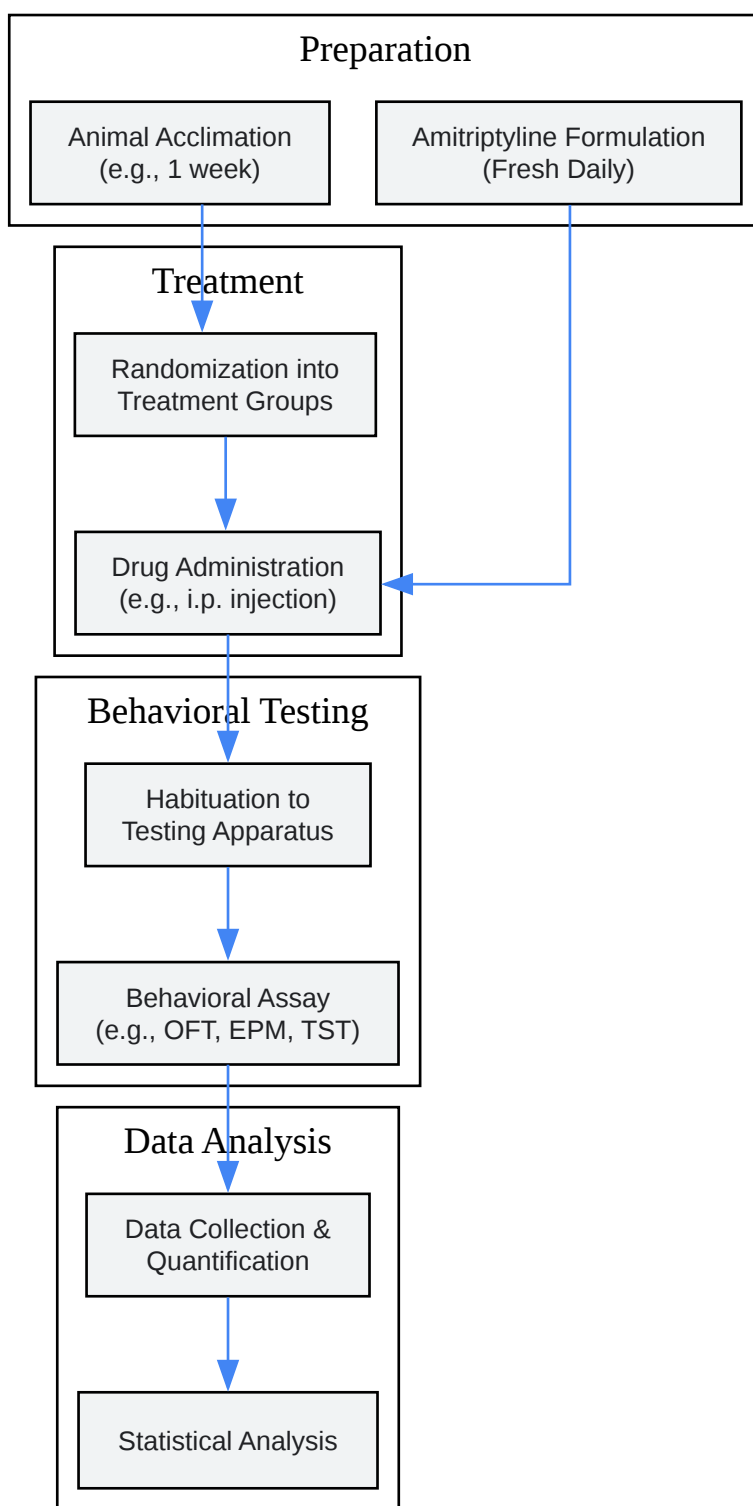 Preparation
Animal Acclimation
(e.g., 1 week)
Amitriptyline Formulation
(Fresh Daily)
Treatment
Randomization into
Treatment Groups
Drug Administration
(e.g., i.p. injection)
Behavioral Testing
Habituation to
Testing Apparatus
Behavioral Assay
(e.g., OFT, EPM, TST)
Data Analysis
Data Collection &
Quantification
Statistical Analysis